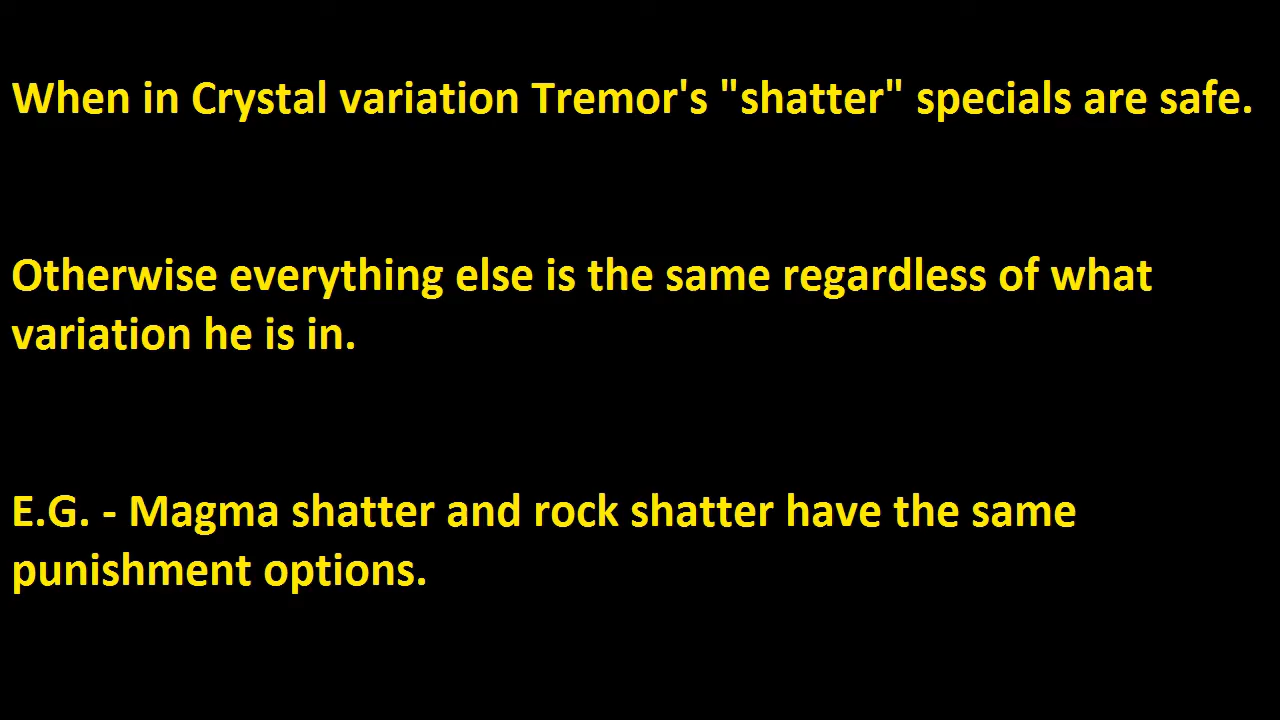 When in Crystal variation Tremor's "shatter" specials are safe.
Otherwise everything else is the same regardless of what
variation he is in.
E.G. - Magma shatter and rock shatter have the same
punishment options.